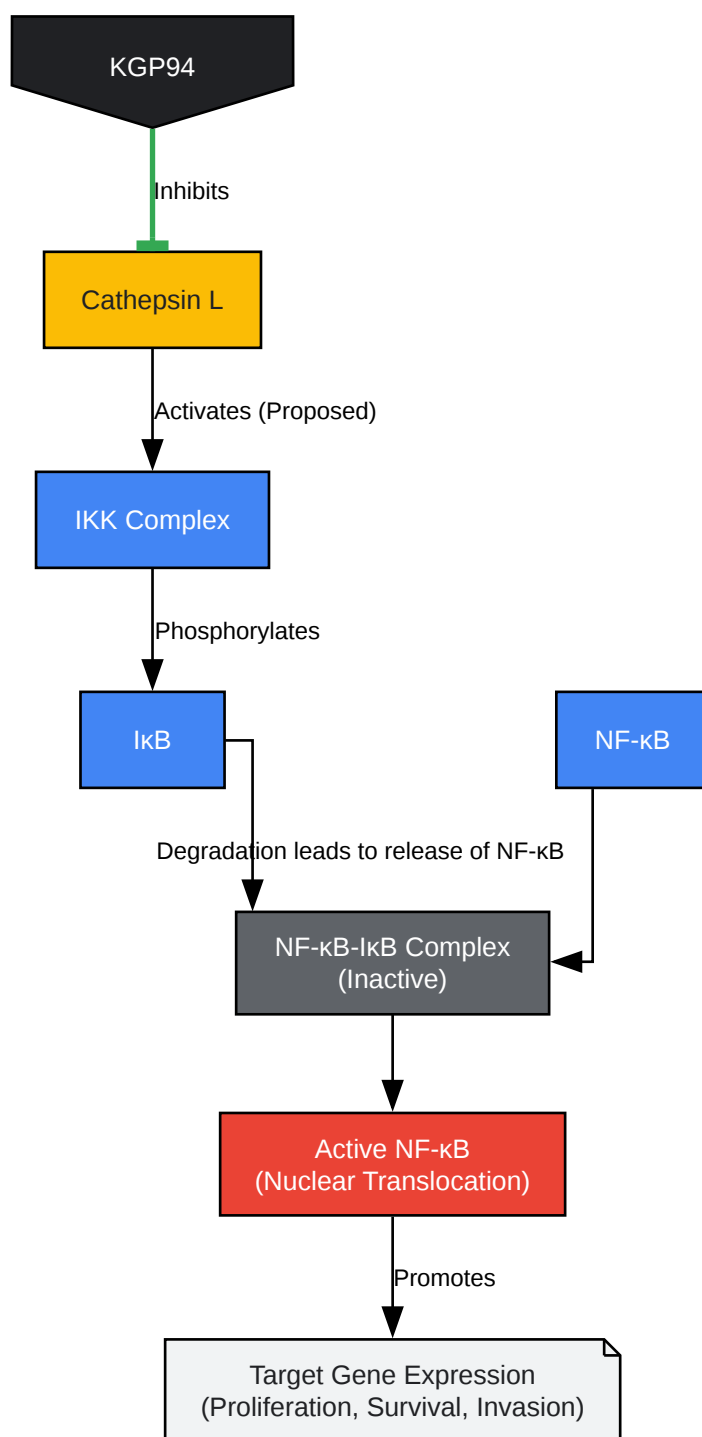 KGP94
Inhibits
Cathepsin L
Activates (Proposed)
IKK Complex
Phosphorylates
IκB
NF-κB
Degradation leads to release of NF-κB
NF-κB-IκB Complex
(Inactive)
Active NF-κB
(Nuclear Translocation)
Promotes
Target Gene Expression
(Proliferation, Survival, Invasion)